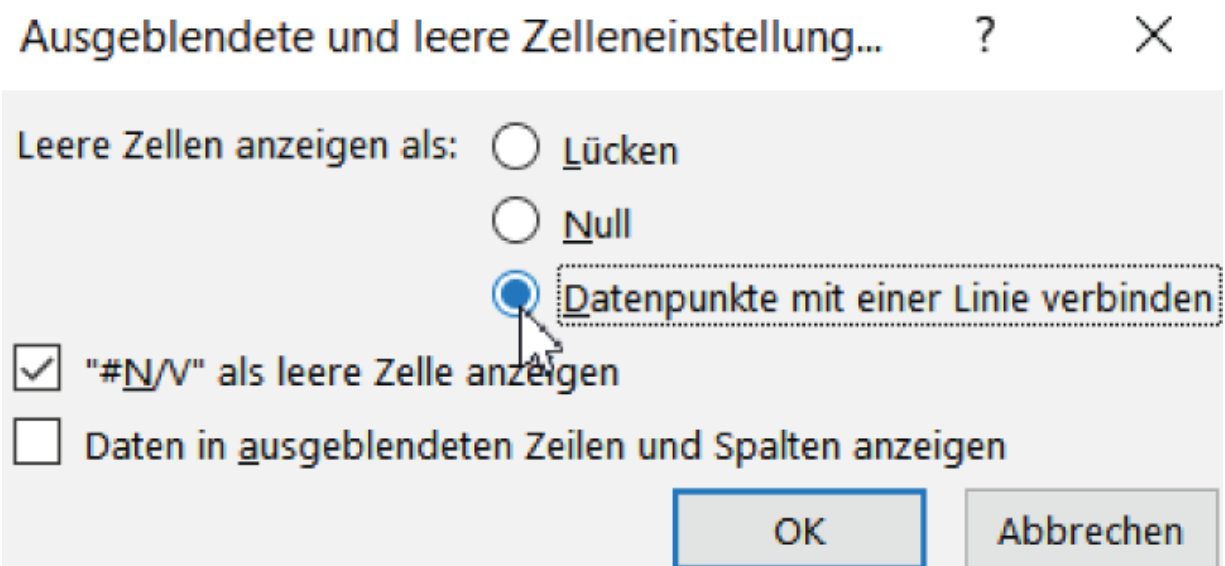 Ausgeblendete und leere Zelleneinstellung... ?
Leere Zellen anzeigen als: Lücken
Null
Datenpunkte mit einer Linie verbinden
"#N/V" als leere Zelle anzeigen
Daten in ausgeblendeten Zeilen und Spalten anzeigen
OK Abbrechen